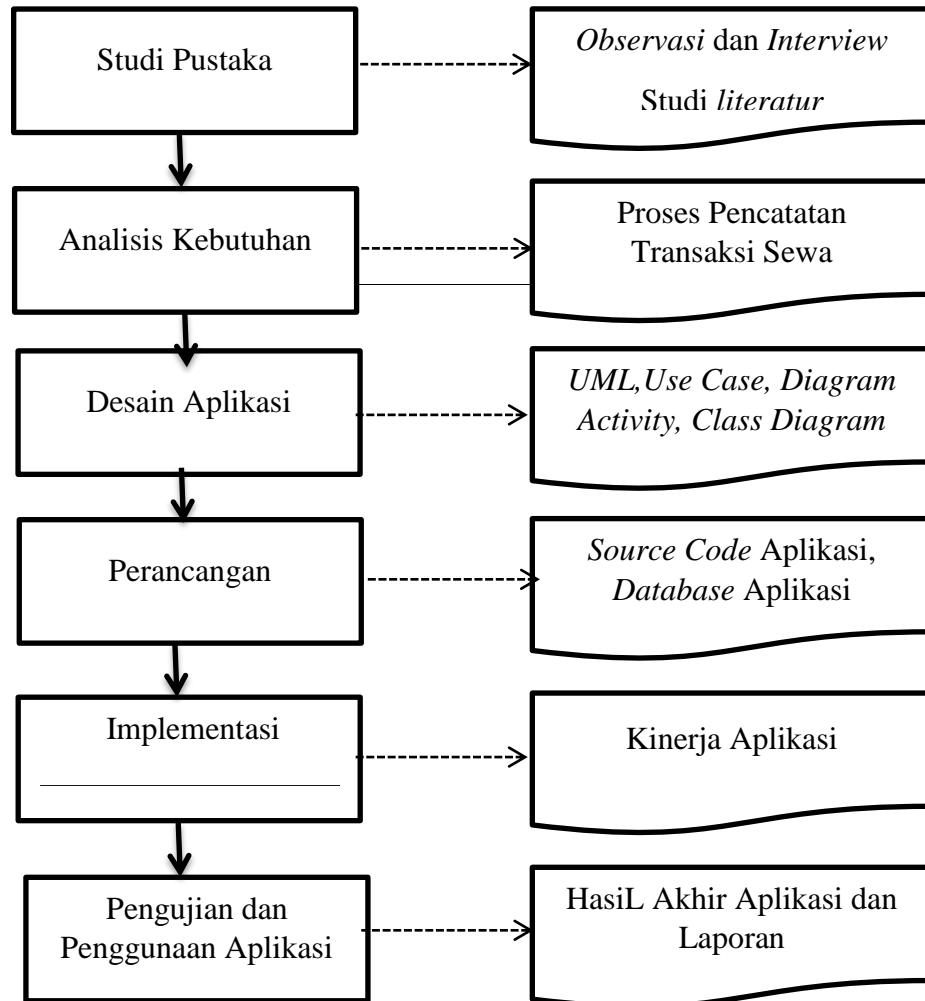 Studi Pustaka
Observasi dan Interview
Studi literatur
Analisis Kebutuhan
Proses Pencatatan
Transaksi Sewa
Desain Aplikasi
UML,Use Case, Diagram
Activity, Class Diagram
Perancangan
Source Code Aplikasi,
Database Aplikasi
Implementasi
Kinerja Aplikasi
Pengujian dan
Penggunaan Aplikasi
HasiL Akhir Aplikasi dan
Laporan